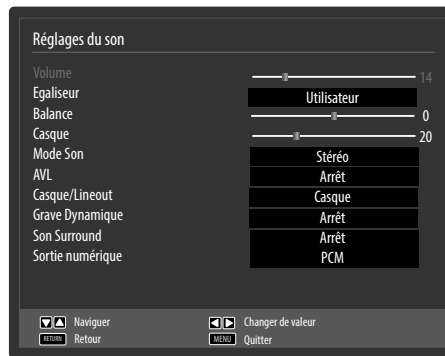 Réglages du son
Volume 14
Egaliseur Utilisateur
Balance 0
Casque 20
Mode Son Stéréo
AVL Arrêt
Casque/Lineout Casque
Grave Dynamique Arrêt
Son Surround Arrêt
Sortie numérique PCM
Naviguer Changer de valeur
RETURN Retour MENU Quitter